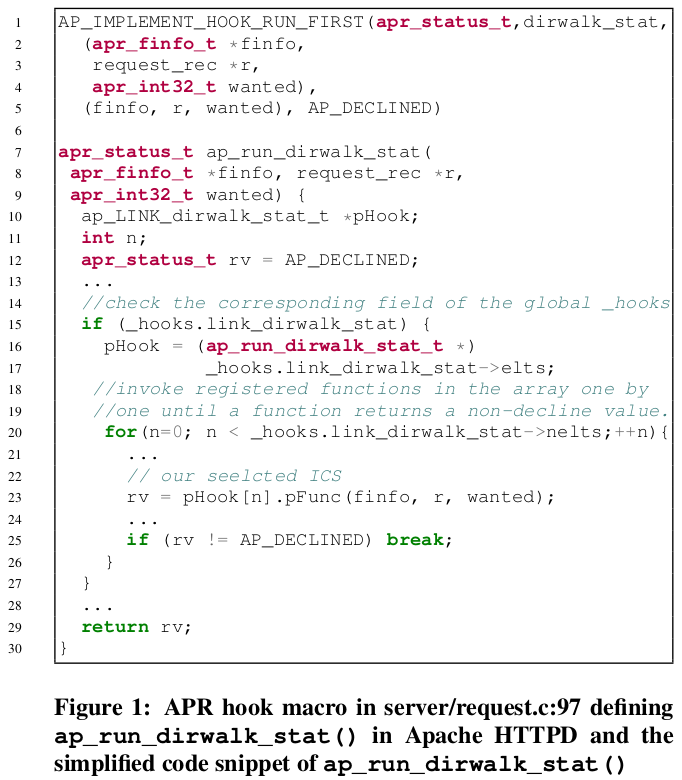 1 AP_IMPLEMENT_HOOK_RUN_FIRST(apr_status_t,dirwalk_stat,
2 (apr_finfo_t *finfo,
3 request_rec *r,
4 apr_int32_t wanted),
5 (finfo, r, wanted), AP_DECLINED)
6
7 apr_status_t ap_run_dirwalk_stat(
8 apr_finfo_t *finfo, request_rec *r,
9 apr_int32_t wanted) {
10 ap_LINK_dirwalk_stat_t *pHook;
11 int n;
12 apr_status_t rv = AP_DECLINED;
13 ...
14 //check the corresponding field of the global _hooks
15 if (_hooks.link_dirwalk_stat) {
16 pHook = (ap_run_dirwalk_stat_t *)
17 _hooks.link_dirwalk_stat->elts;
18 //invoke registered functions in the array one by
19 //one until a function returns a non-decline value.
20 for(n=0; n < _hooks.link_dirwalk_stat->nelts;++n){
21 ...
22 // our seelcted ICS
23 rv = pHook[n].pFunc(finfo, r, wanted);
24 ...
25 if (rv != AP_DECLINED) break;
26 }
27 }
28 ...
29 return rv;
30 }
Figure 1: APR hook macro in server/request.c:97 defining
ap_run_dirwalk_stat() in Apache HTTPD and the
simplified code snippet of ap_run_dirwalk_stat()